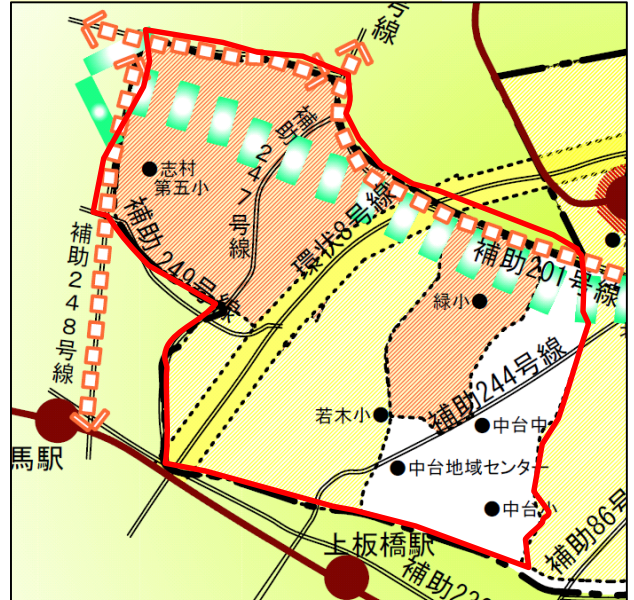 号線
補助247号線
志村
第五小
補助249号線
環状8号線
補助201号線
補助248号線
緑小
補助244号線
若木小
中台中
馬駅
中台地域センター
中台小
上板橋駅
補助86号